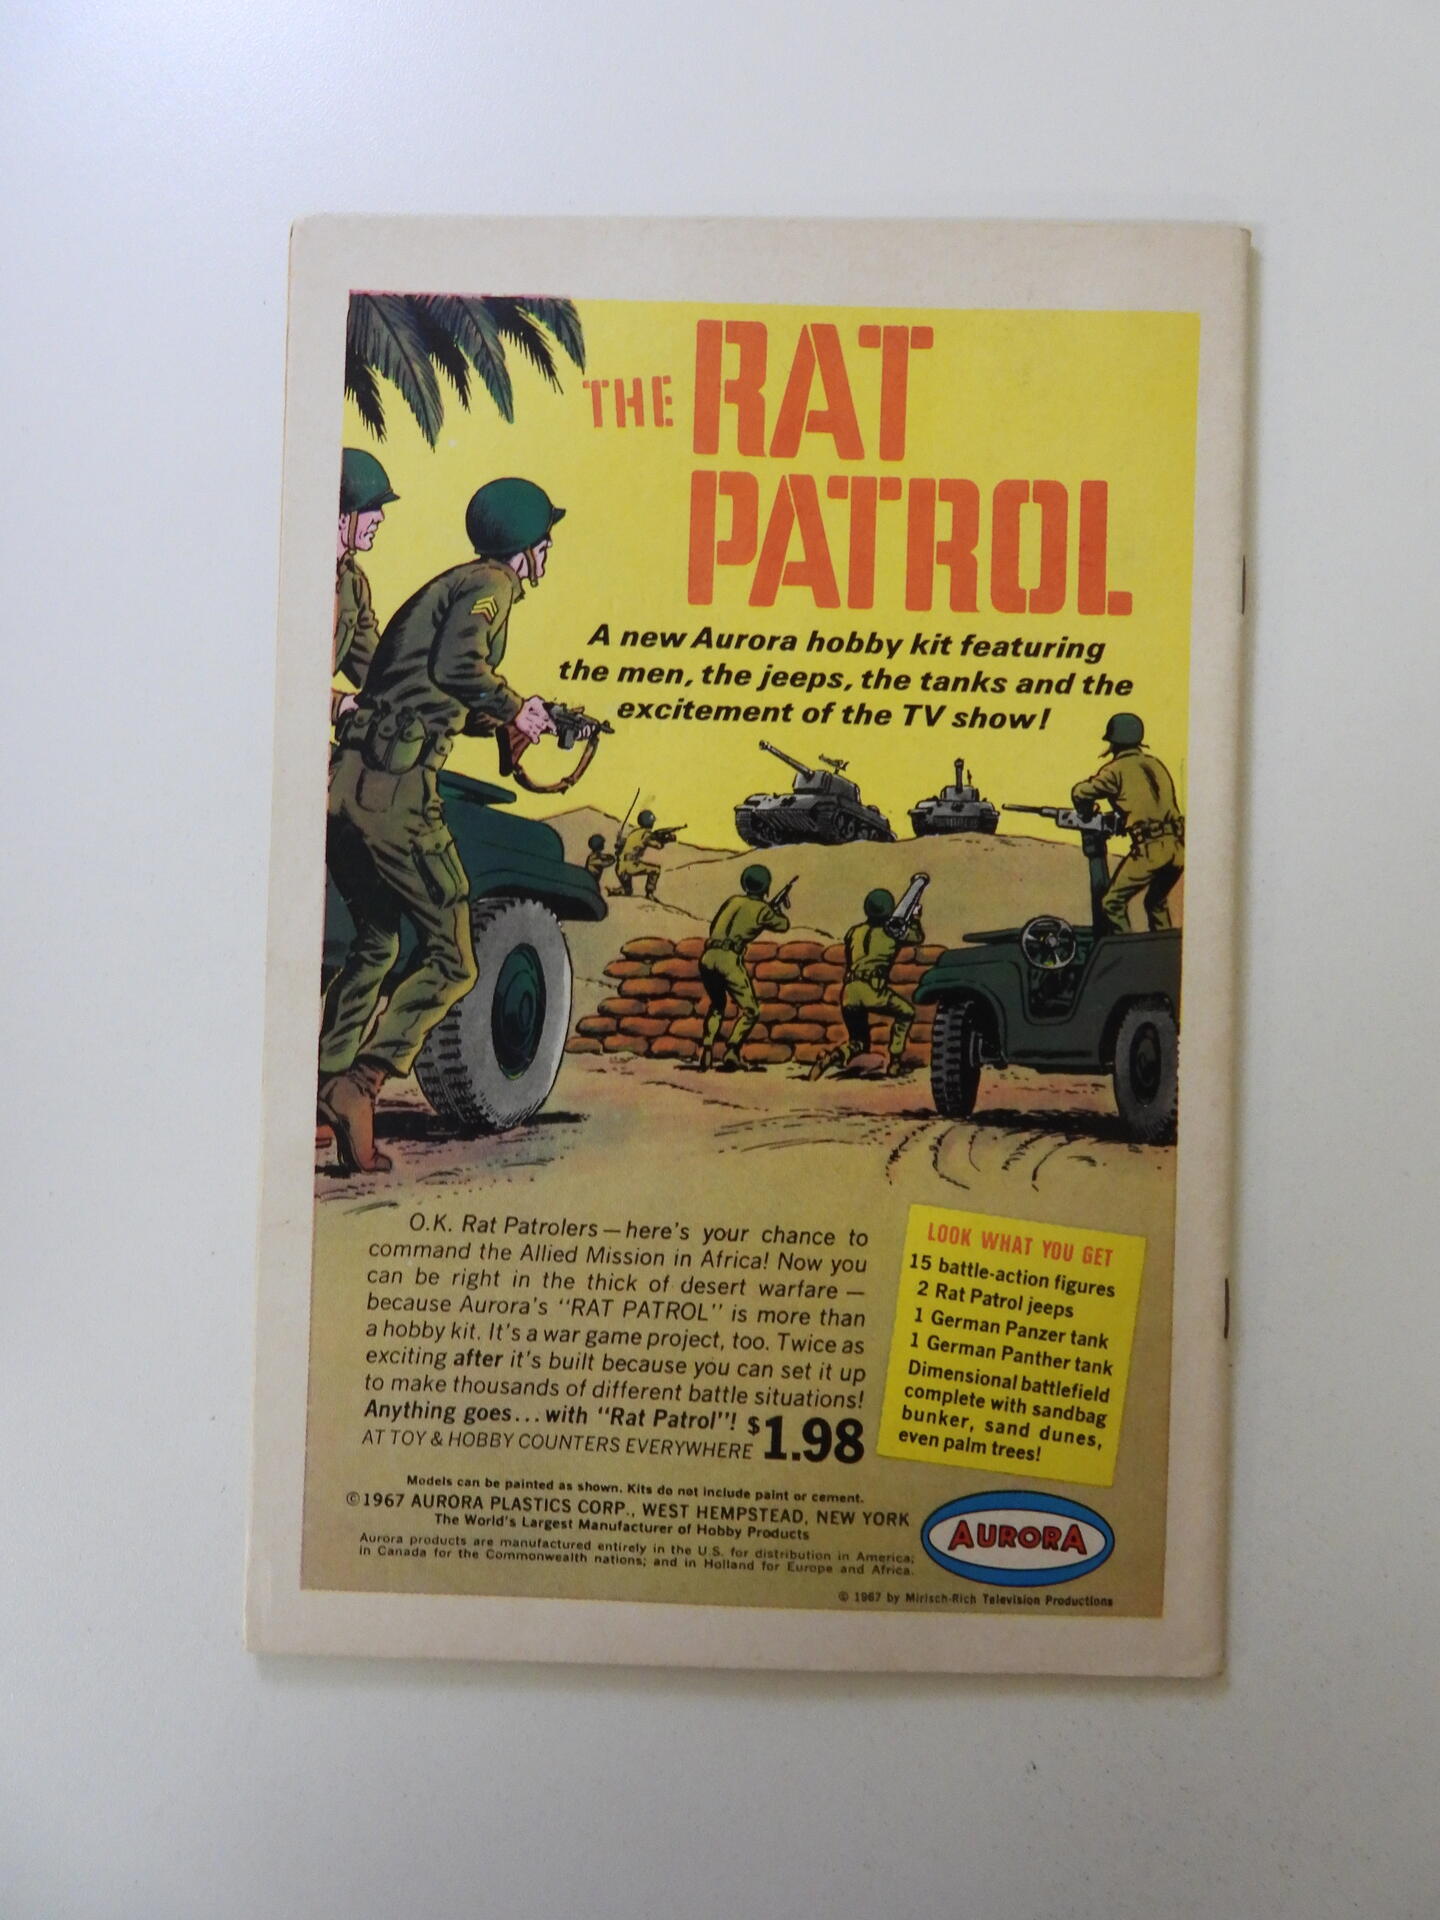 THE RAT
PATROL
A new Aurora hobby kit featuring
the men, the jeeps, the tanks and the
excitement of the TV show!
O.K. Rat Patrolers — here's your chance to
command the Allied Mission in Africa! Now you
can be right in the thick of desert warfare —
because Aurora's "RAT PATROL" is more than
a hobby kit. It's a war game project, too. Twice as
exciting after it's built because you can set it up
to make thousands of different battle situations!
Anything goes... with "Rat Patrol"! $1.98
AT TOY & HOBBY COUNTERS EVERYWHERE
LOOK WHAT YOU GET
15 battle-action figures
2 Rat Patrol jeeps
1 German Panzer tank
1 German Panther tank
Dimensional battlefield
complete with sandbag
bunker, sand dunes,
even palm trees!
Models can be painted as shown. Kits do not include paint or cement.
©1967 AURORA PLASTICS CORP., WEST HEMPSTEAD, NEW YORK
The World's Largest Manufacturer of Hobby Products
Aurora products are manufactured entirely in the U.S. for distribution in America;
in Canada for the Commonwealth nations; and in Holland for Europe and Africa.
AURORA
© 1967 by Mirisch-Rich Television Productions